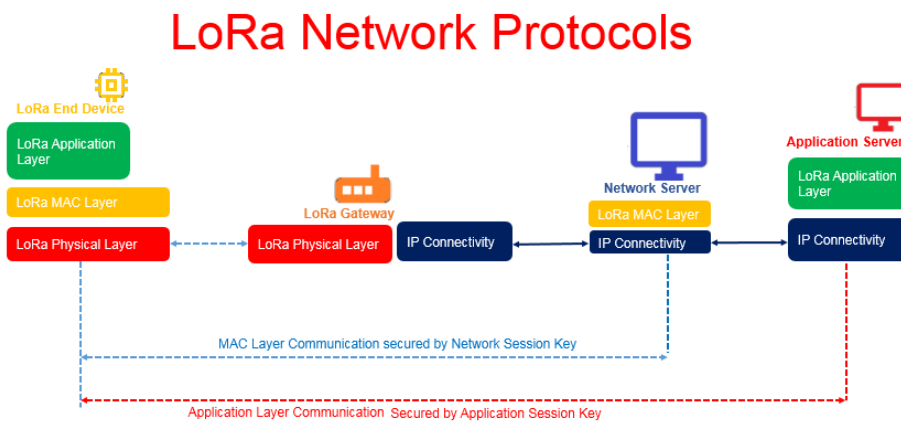 LoRa Network Protocols
LoRa End Device
LoRa Application
Layer
LoRa MAC Layer
LoRa Physical Layer
LoRa Gateway
LoRa Physical Layer
IP Connectivity
Network Server
LoRa MAC Layer
IP Connectivity
Application Server
LoRa Application
Layer
IP Connectivity
MAC Layer Communication secured by Network Session Key
Application Layer Communication Secured by Application Session Key